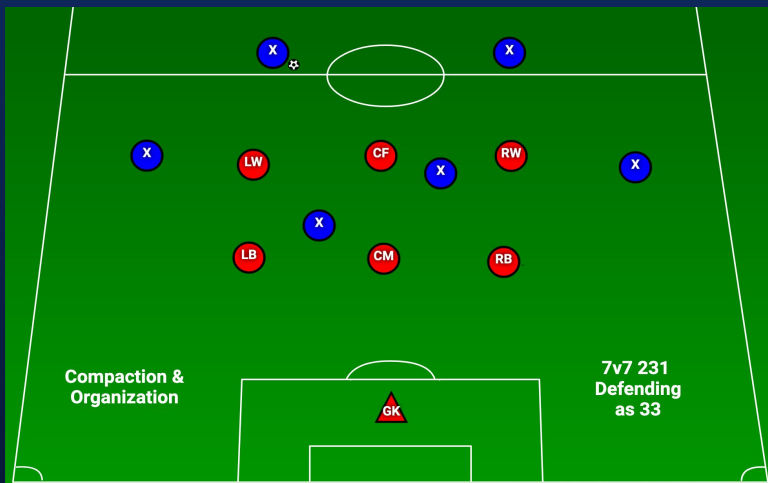 X
X
X
LW
CF
X
RW
X
X
LB
CM
RB
Compaction &
Organization
7v7 231
Defending
as 33
GK